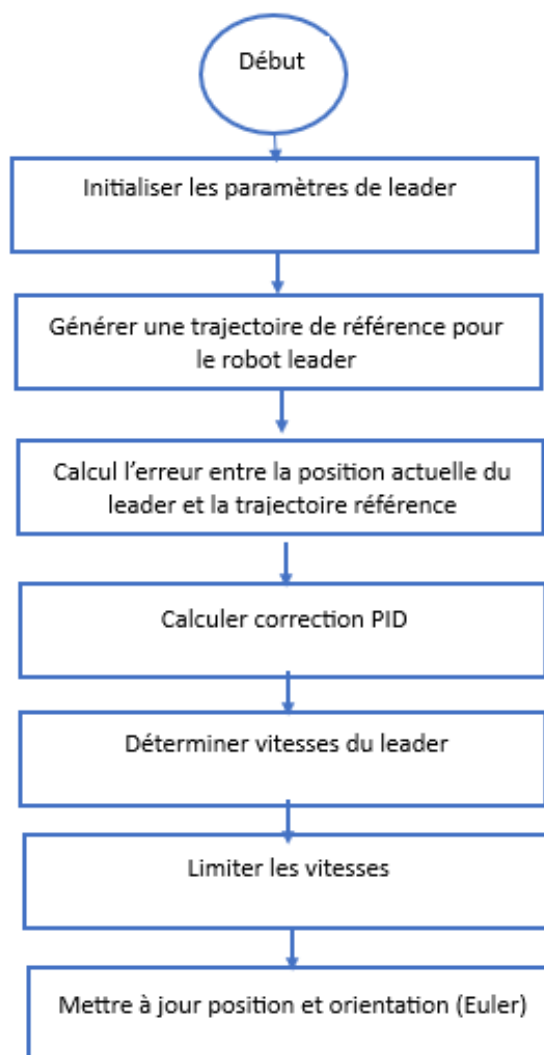 Début
Initialiser les paramètres de leader
Générer une trajectoire de référence pour
le robot leader
Calcul l’erreur entre la position actuelle du
leader et la trajectoire référence
Calculer correction PID
Déterminer vitesses du leader
Limiter les vitesses
Mettre à jour position et orientation (Euler)